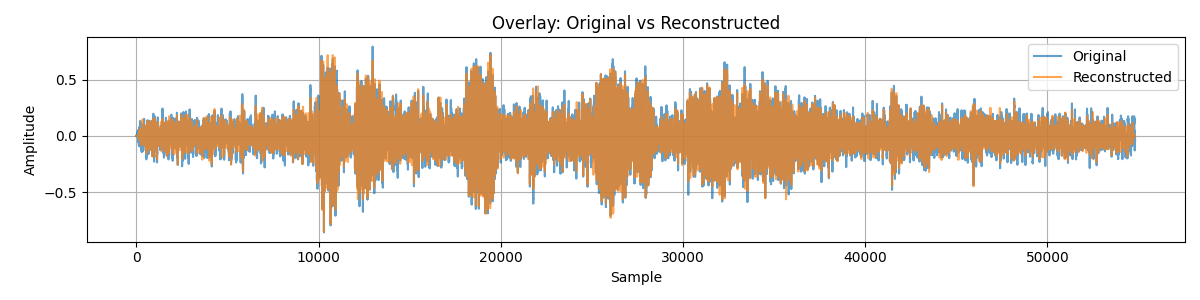 Overlay: Original vs Reconstructed
Original
Reconstructed
Amplitude
0.5
0.0
−0.5
0
10000
20000
30000
40000
50000
Sample